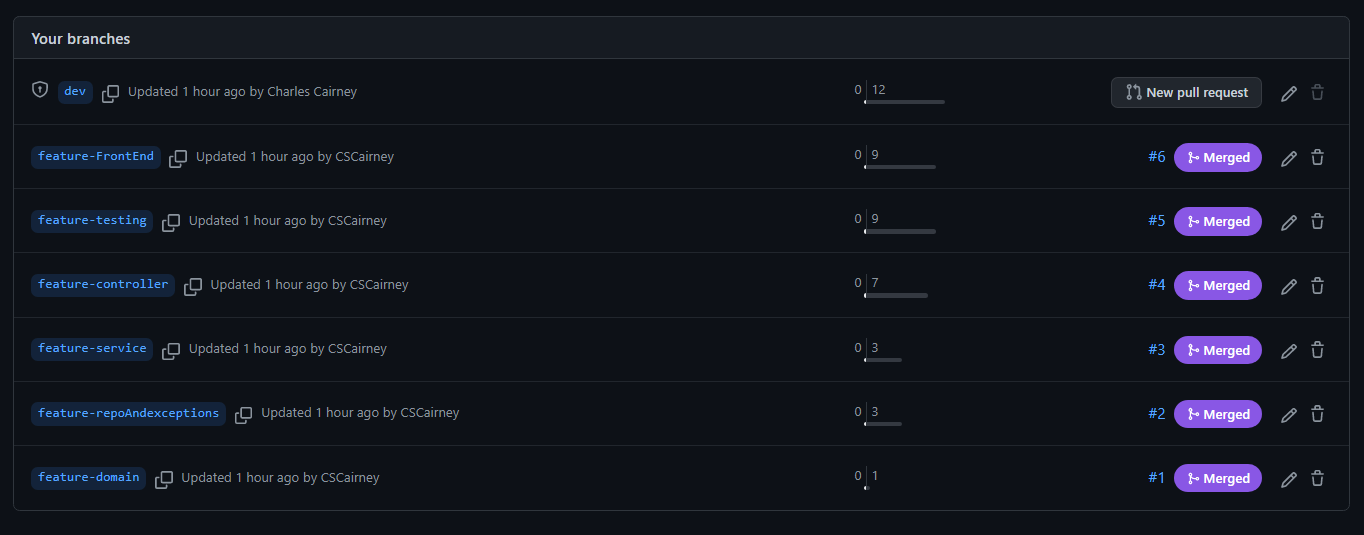 Your branches
dev Updated 1 hour ago by Charles Cairney 0 12 New pull request
feature-FrontEnd Updated 1 hour ago by CSCairney 0 9 #6 Merged
feature-testing Updated 1 hour ago by CSCairney 0 9 #5 Merged
feature-controller Updated 1 hour ago by CSCairney 0 7 #4 Merged
feature-service Updated 1 hour ago by CSCairney 0 3 #3 Merged
feature-repoAndexceptions Updated 1 hour ago by CSCairney 0 3 #2 Merged
feature-domain Updated 1 hour ago by CSCairney 0 1 #1 Merged